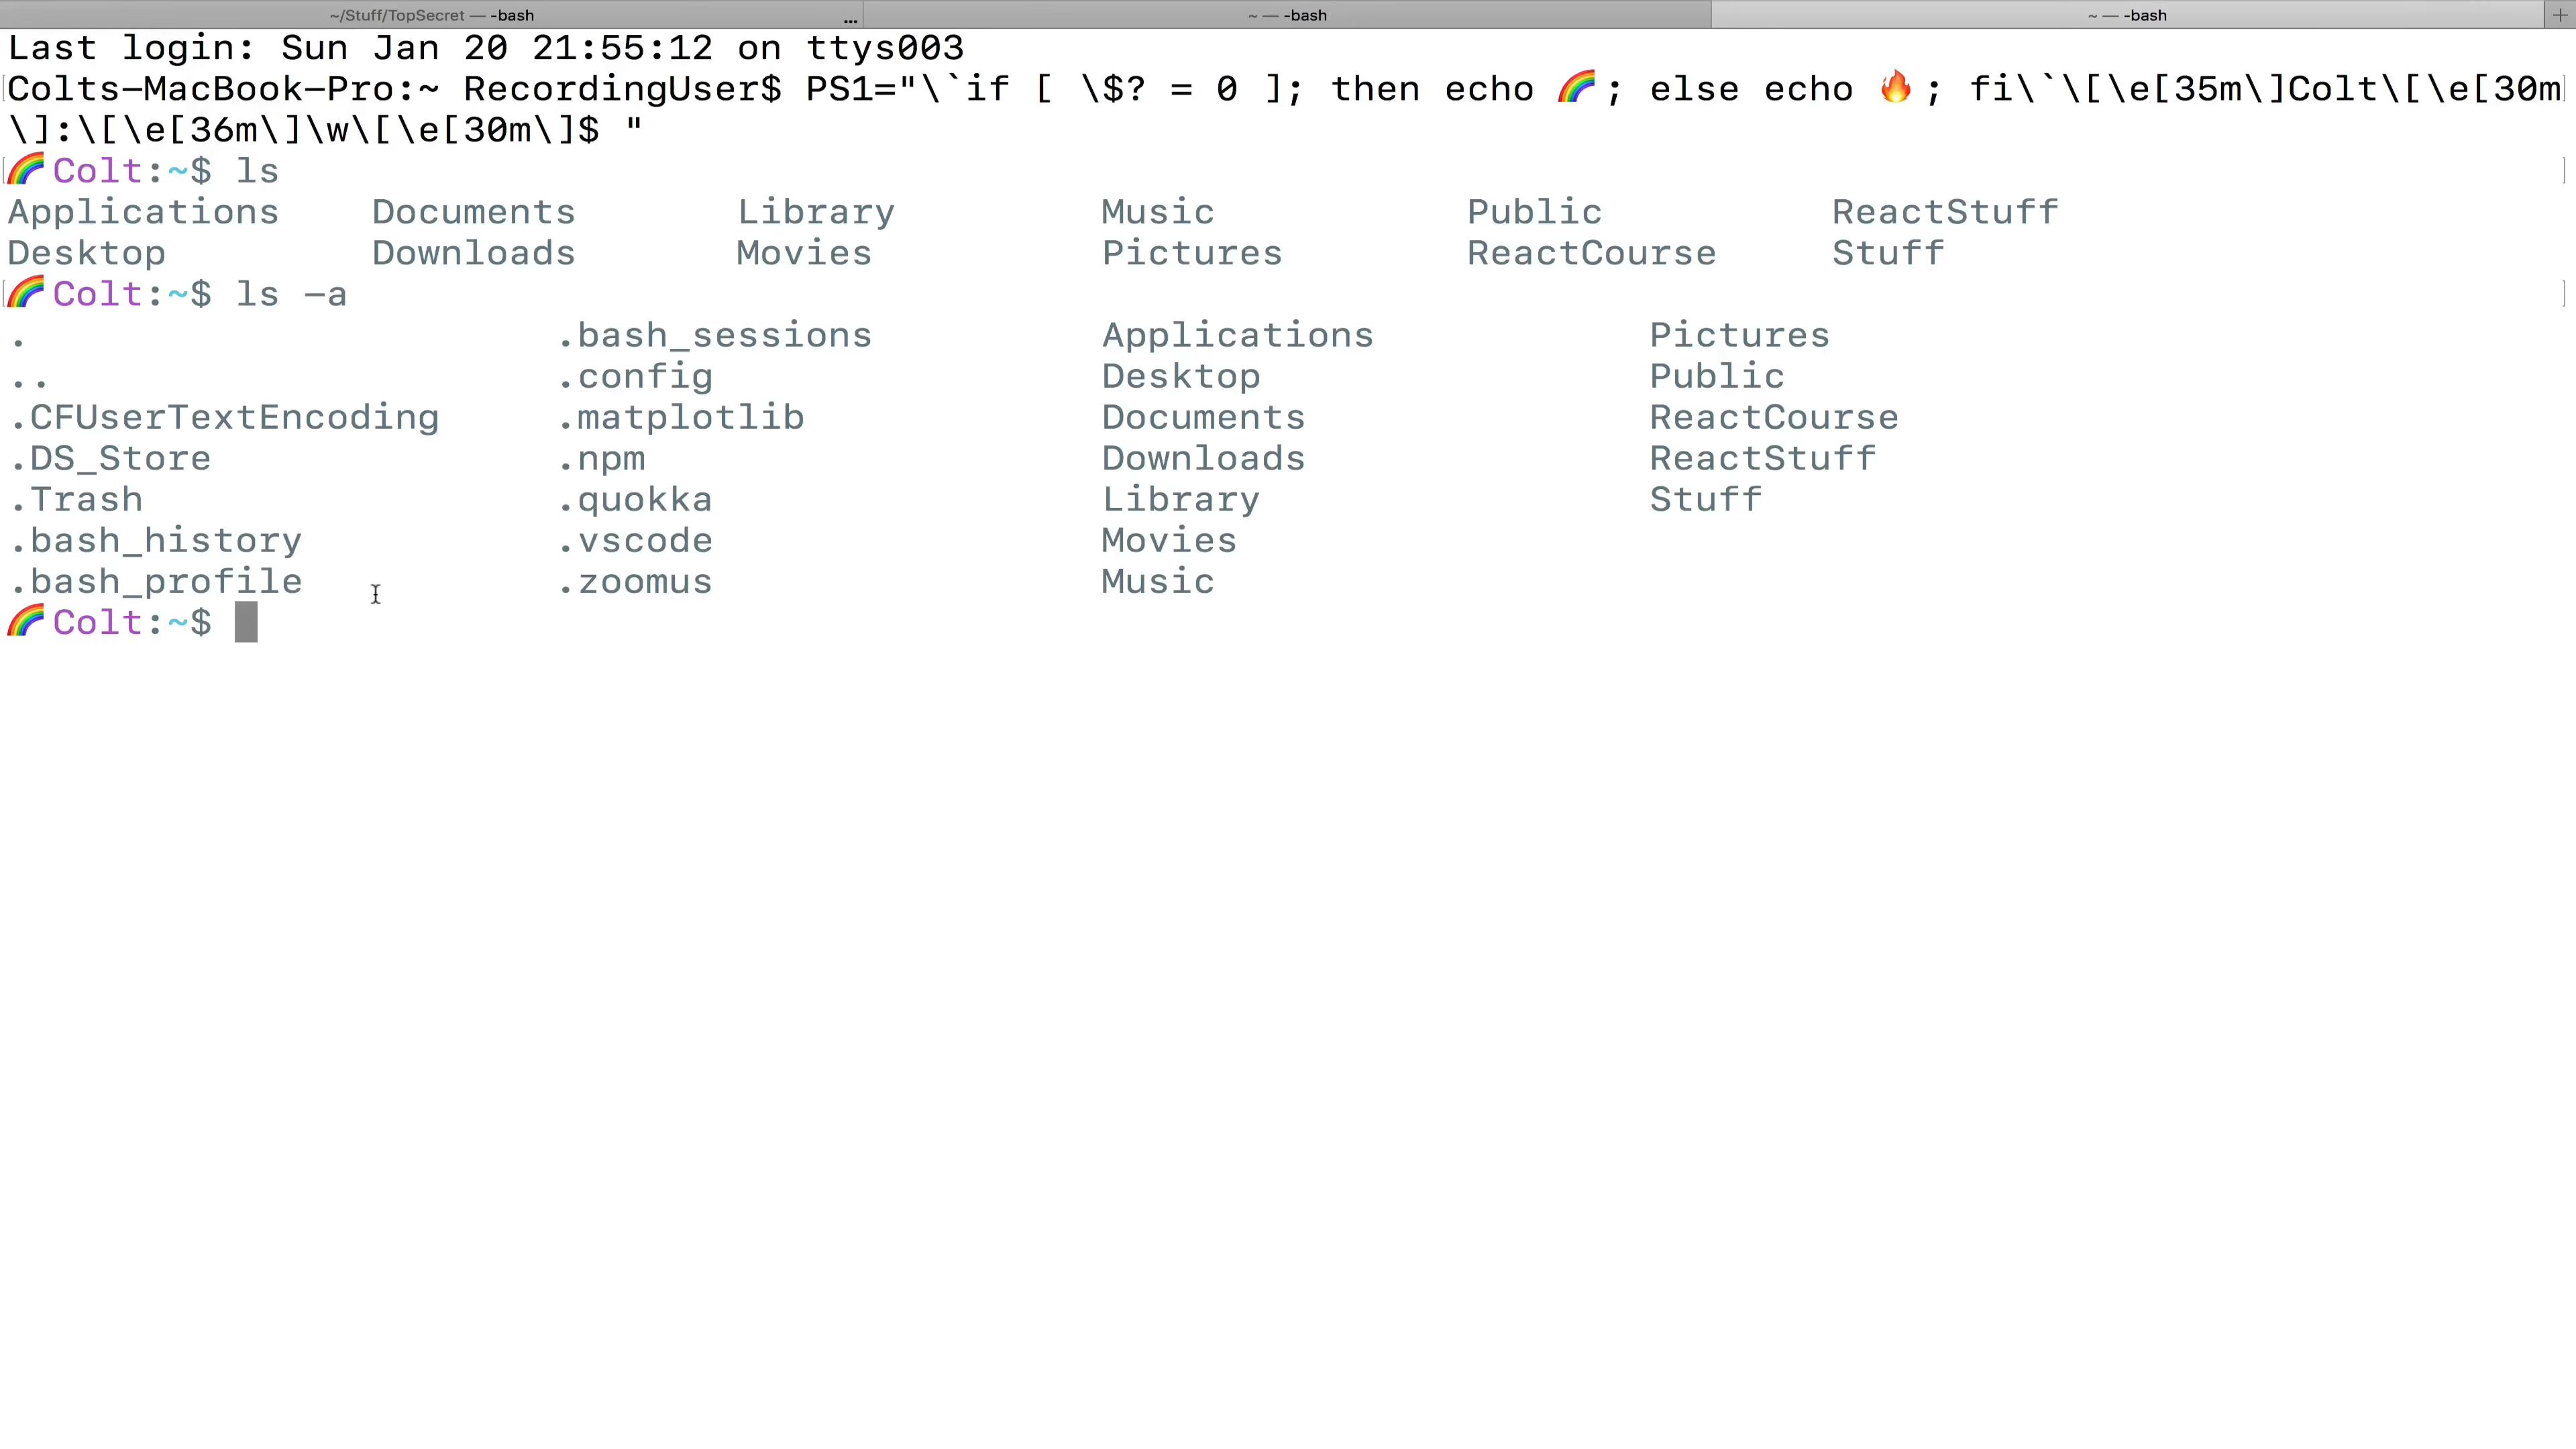 ~/Stuff/TopSecret — -bash ... ~ — -bash ~ — -bash +
Last login: Sun Jan 20 21:55:12 on ttys003
Colts-MacBook-Pro:~ RecordingUser$ PS1="\`if [ \$? = 0 ]; then echo 🌈; else echo 🔥; fi\`\[\e[35m\]Colt\[\e[30m
\]:\[\e[36m\]\w\[\e[30m\]$ "
🌈Colt:~$ ls
Applications Documents Library Music Public ReactStuff
Desktop Downloads Movies Pictures ReactCourse Stuff
🌈Colt:~$ ls -a
. .bash_sessions Applications Pictures
.. .config Desktop Public
.CFUserTextEncoding .matplotlib Documents ReactCourse
.DS_Store .npm Downloads ReactStuff
.Trash .quokka Library Stuff
.bash_history .vscode Movies
.bash_profile .zoomus Music
🌈Colt:~$